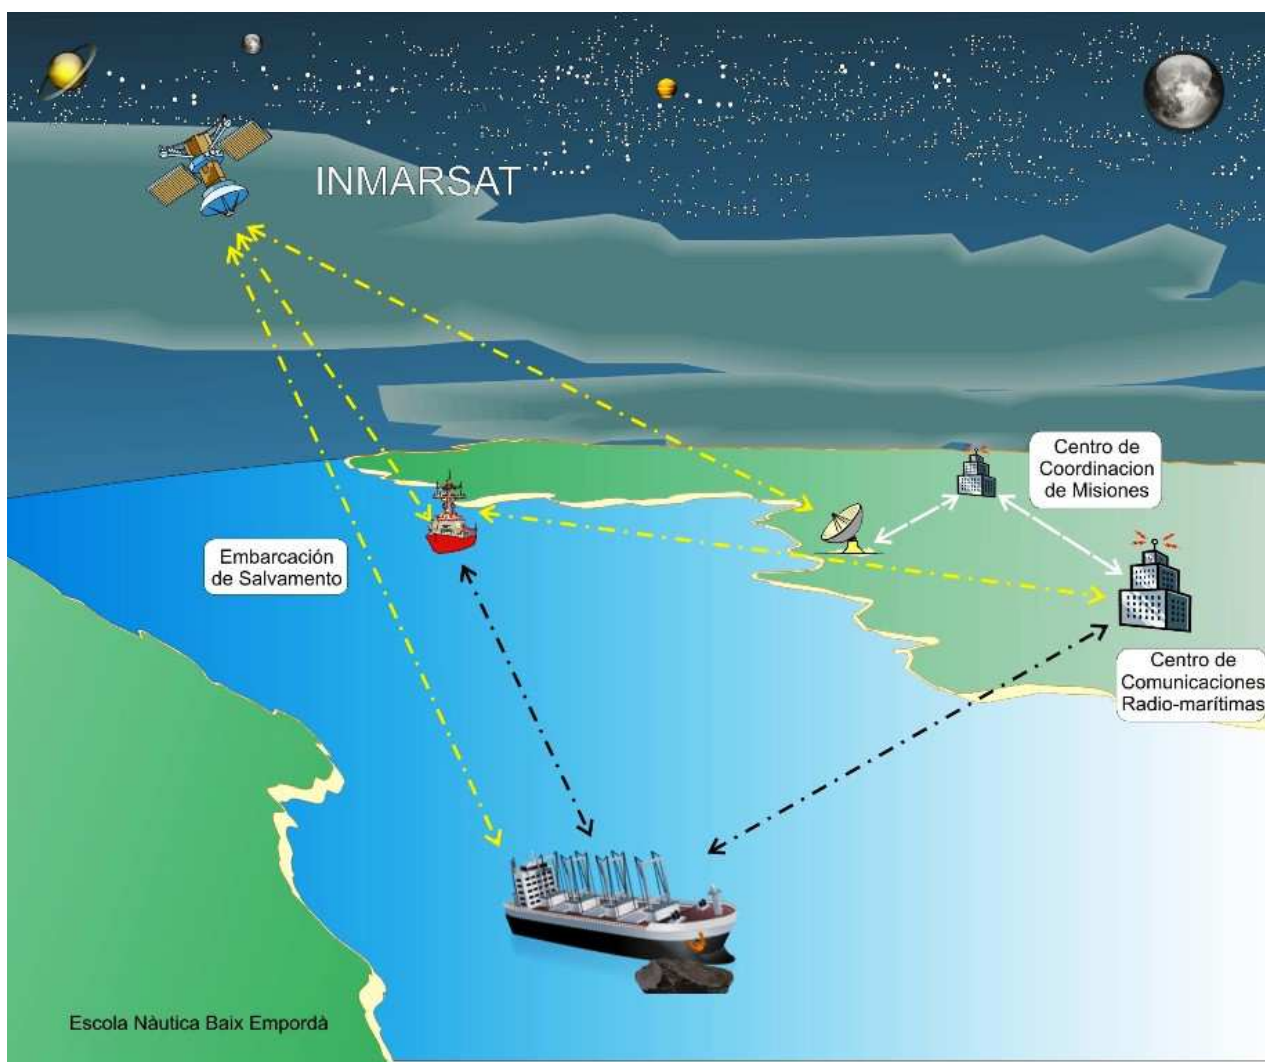 INMARSAT
Centro de
Coordinacion
de Misiones
Embarcación
de Salvamento
Centro de
Comunicaciones
Radio-marítimas
Escola Nàutica Baix Empordà